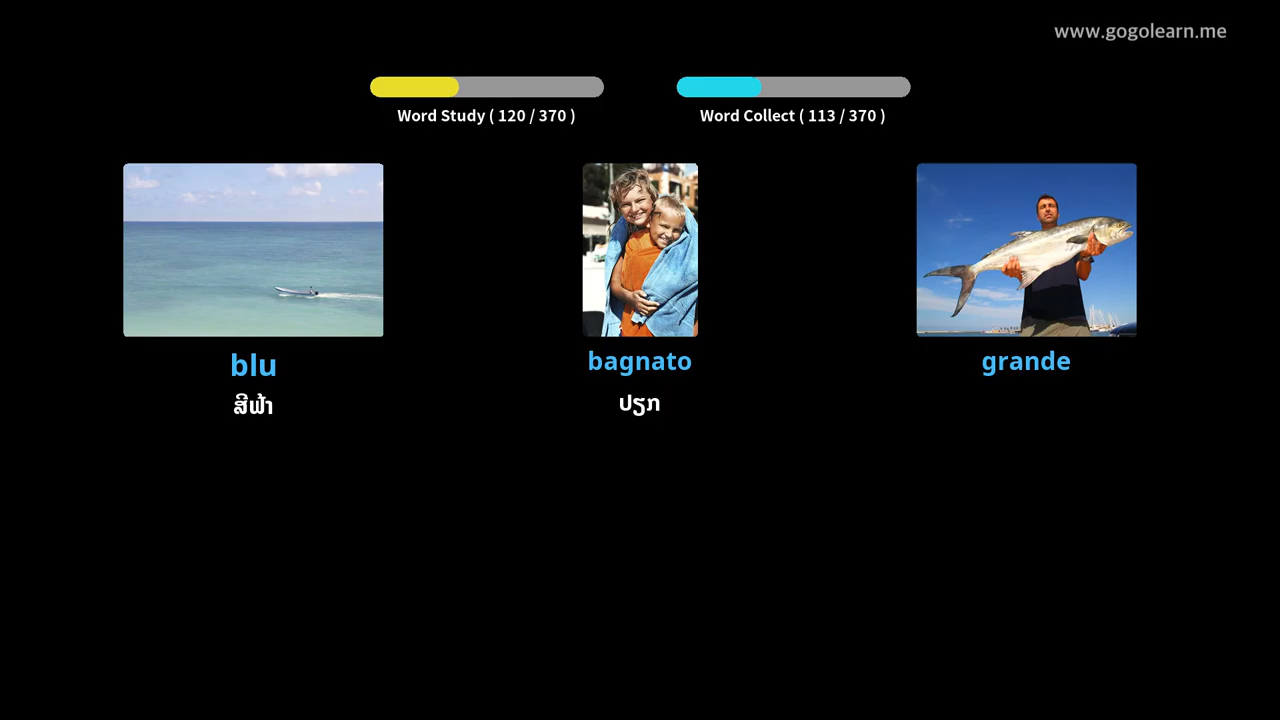 www.gogolearn.me
Word Study ( 120 / 370 )
Word Collect ( 113 / 370 )
blu
bagnato
grande
ສີຟ້າ
ປຽກ